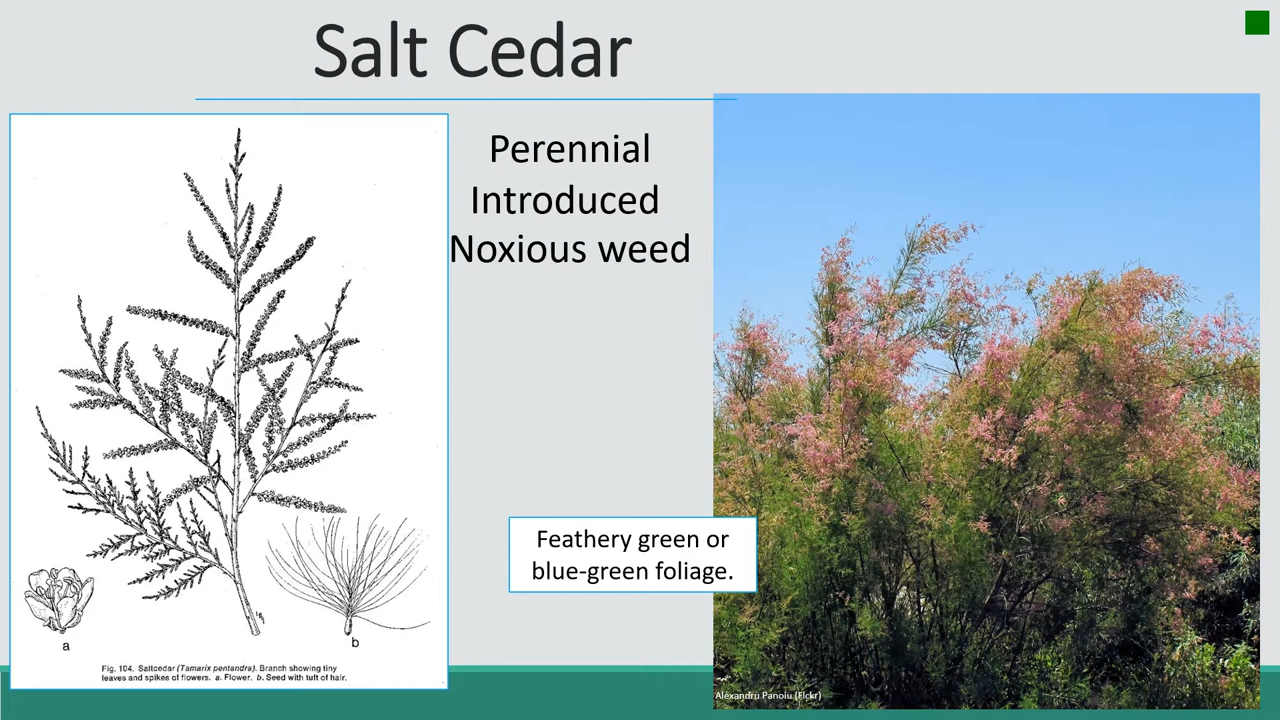 Salt Cedar
Perennial
Introduced
Noxious weed
Feathery green or
blue-green foliage.
a
b
Fig. 104. Saltcedar (Tamarix pentandra). Branch showing tiny
leaves and spikes of flowers. a. Flower. b. Seed with tuft of hair.
Alexandru Panoiu (Flckr)